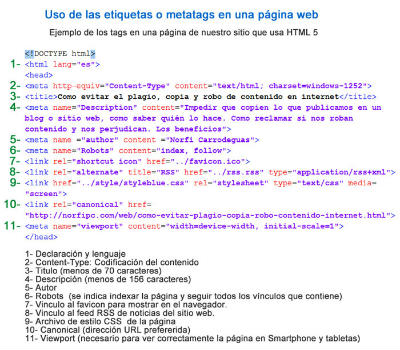 Uso de las etiquetas o metatags en una página web
Ejemplo de los tags en una página de nuestro sitio que usa HTML 5
<!DOCTYPE html>
1- <html lang="es">
<head>
2- <meta http-equiv="Content-Type" content="text/html; charset=windows-1252">
3- <title>Como evitar el plagio, copia y robo de contenido en internet</title>
4- <meta name="Description" content="Impedir que copien lo que publicamos en un
blog o sitio web, como saber quién lo hace. Como reclamar si nos roban
contenido y nos perjudican. Los beneficios">
5- <meta name ="author" content ="Norfi Carrodeguas">
6- <meta name="Robots" content="index, follow">
7- <link rel="shortcut icon" href="../favicon.ico">
8- <link rel="alternate" title="RSS" href="../rss.rss" type="application/rss+xml">
9- <link href="../style/styleblue.css" rel="stylesheet" type="text/css" media=
"screen">
10- <link rel="canonical" href=
"http://norfipc.com/web/como-evitar-plagio-copia-robo-contenido-internet.html">
11- <meta name="viewport" content="width=device-width, initial-scale=1">
</head>
1- Declaración y lenguaje
2- Content-Type: Codificación del contenido
3- Titulo (menos de 70 caracteres)
4- Descripción (menos de 156 caracteres)
5- Autor
6- Robots (se indica indexar la página y seguir todos los vínculos que contiene)
7- Vinculo al favicon para mostrar en el navegador.
8- Vinculo al feed RSS de noticias del sitio web.
9- Archivo de estilo CSS de la página
10- Canonical (dirección URL preferida)
11- Viewport (necesario para ver correctamente la página en Smartphone y tabletas)